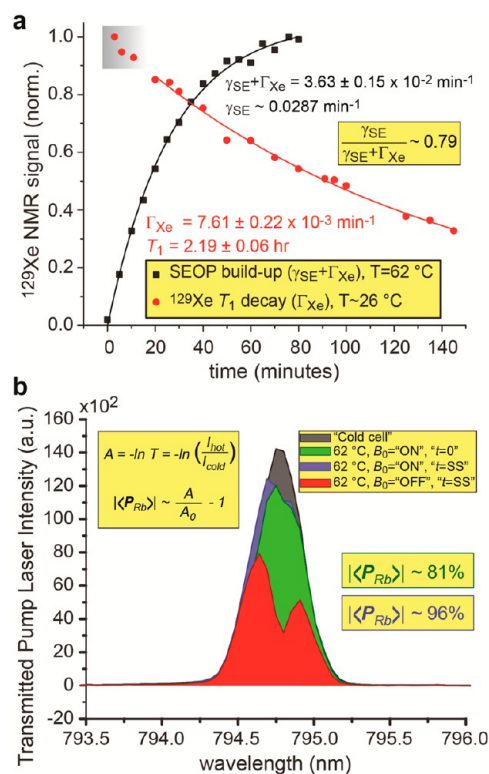 a
γSE+ΓXe = 3.63 ± 0.15 x 10-2 min-1
γSE ~ 0.0287 min-1
γSE
γSE+ΓXe
~ 0.79
ΓXe = 7.61 ± 0.22 x 10-3 min-1
T1 = 2.19 ± 0.06 hr
SEOP build-up (γSE+ΓXe), T=62 °C
129Xe T1 decay (ΓXe), T~26 °C
129Xe NMR signal (norm.)
1.0
0.8
0.6
0.4
0.2
0.0
0 20 40 60 80 100 120 140
time (minutes)
b
x10^2
160
140
120
100
80
60
40
20
0
-20
Transmitted Pump Laser Intensity (a.u.)
A = -ln T = -ln (Ihot/Icold)
|⟨PRb⟩| ~ A/A0 - 1
"Cold cell"
62 °C, B0="ON", "t=0"
62 °C, B0="ON", "t=SS"
62 °C, B0="OFF", "t=SS"
|⟨PRb⟩| ~ 81%
|⟨PRb⟩| ~ 96%
793.5 794.0 794.5 795.0 795.5 796.0
wavelength (nm)